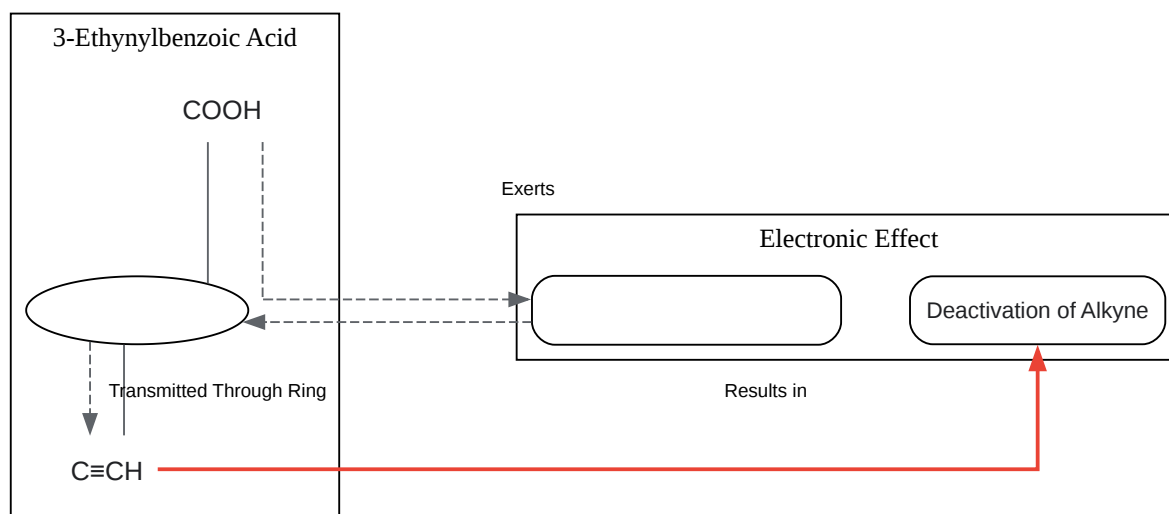 3-Ethynylbenzoic Acid
COOH
Exerts
Electronic Effect
Deactivation of Alkyne
Transmitted Through Ring
Results in
C≡CH